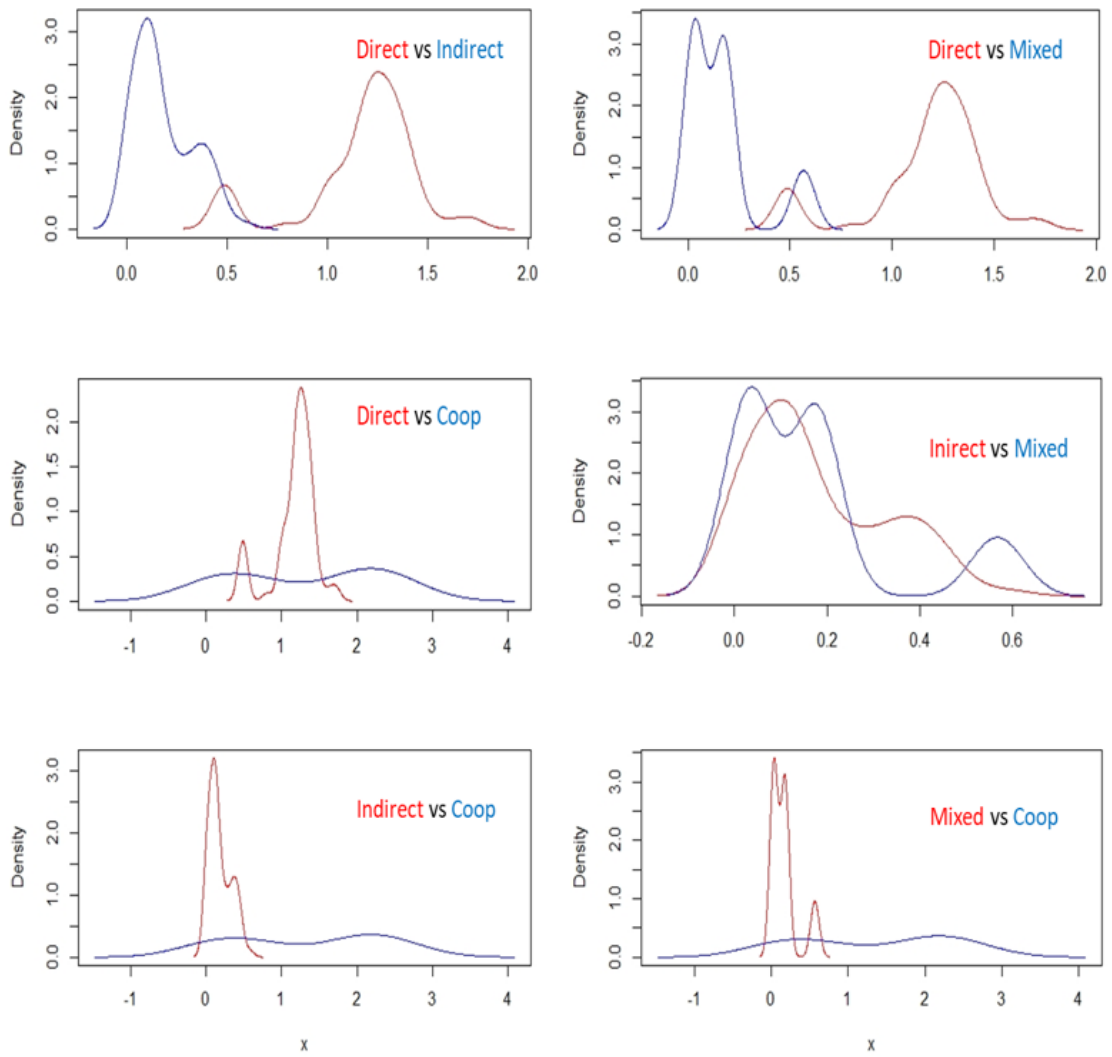 Direct vs Indirect
Density
0.0 1.0 2.0 3.0
0.0 0.5 1.0 1.5 2.0
Direct vs Mixed
Density
0.0 1.0 2.0 3.0
0.0 0.5 1.0 1.5 2.0
Direct vs Coop
Density
0.0 0.5 1.0 1.5 2.0
-1 0 1 2 3 4
Inirect vs Mixed
Density
0.0 1.0 2.0 3.0
-0.2 0.0 0.2 0.4 0.6
Indirect vs Coop
Density
0.0 1.0 2.0 3.0
-1 0 1 2 3 4
x
Mixed vs Coop
Density
0.0 1.0 2.0 3.0
-1 0 1 2 3 4
x